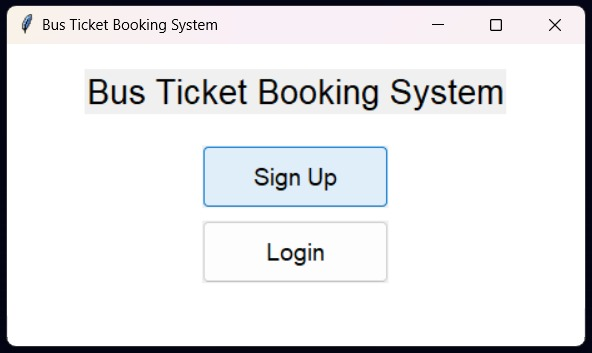 Bus Ticket Booking System
Bus Ticket Booking System
Sign Up
Login